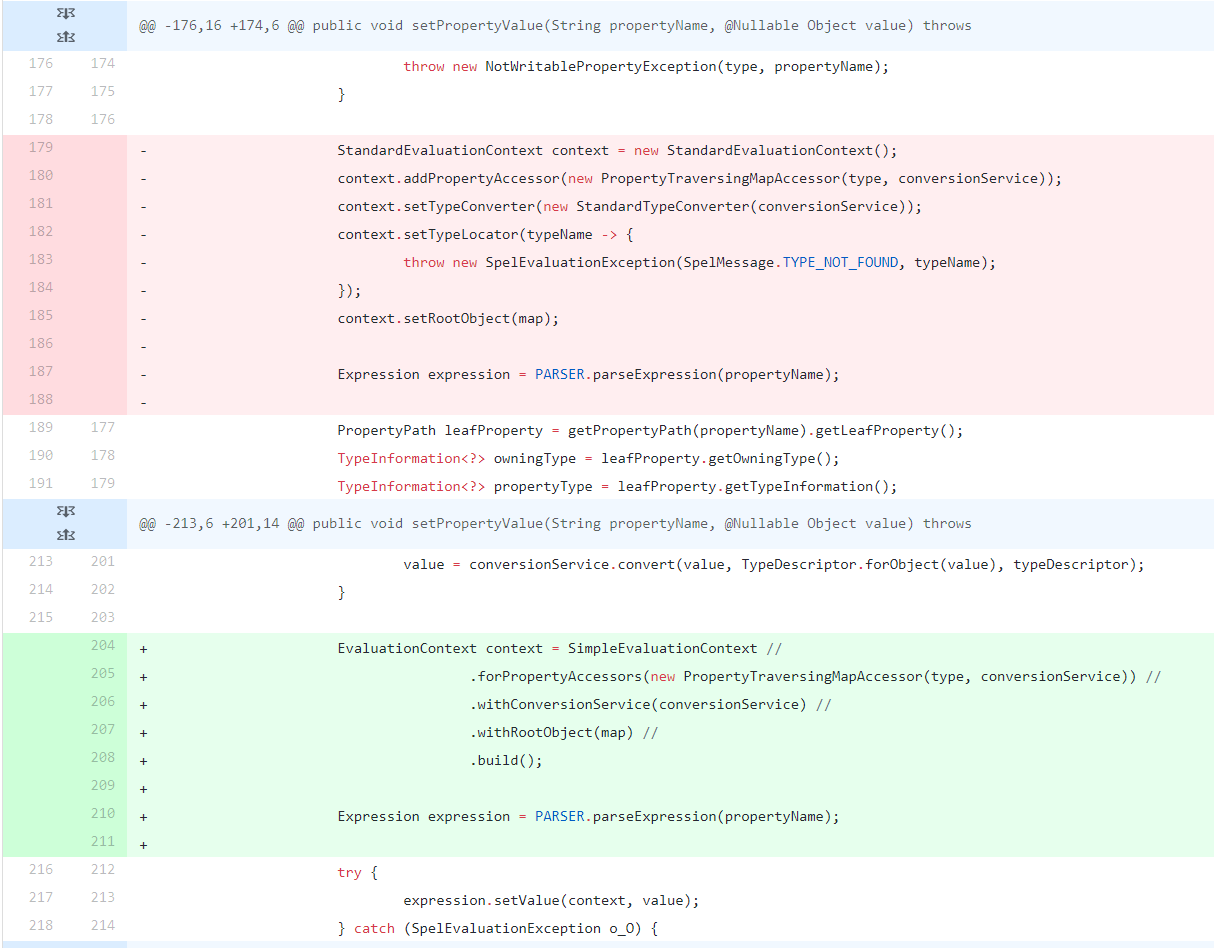 @@ -176,16 +174,6 @@ public void setPropertyValue(String propertyName, @Nullable Object value) throws
176 174 throw new NotWritablePropertyException(type, propertyName);
177 175 }
178 176
179 - StandardEvaluationContext context = new StandardEvaluationContext();
180 - context.addPropertyAccessor(new PropertyTraversingMapAccessor(type, conversionService));
181 - context.setTypeConverter(new StandardTypeConverter(conversionService));
182 - context.setTypeLocator(typeName -> {
183 - throw new SpelEvaluationException(SpelMessage.TYPE_NOT_FOUND, typeName);
184 - });
185 - context.setRootObject(map);
186 -
187 - Expression expression = PARSER.parseExpression(propertyName);
188 -
189 177 PropertyPath leafProperty = getPropertyPath(propertyName).getLeafProperty();
190 178 TypeInformation<?> owningType = leafProperty.getOwningType();
191 179 TypeInformation<?> propertyType = leafProperty.getTypeInformation();
@@ -213,6 +201,14 @@ public void setPropertyValue(String propertyName, @Nullable Object value) throws
213 201 value = conversionService.convert(value, TypeDescriptor.forObject(value), typeDescriptor);
214 202 }
215 203
204 + EvaluationContext context = SimpleEvaluationContext //
205 + .forPropertyAccessors(new PropertyTraversingMapAccessor(type, conversionService)) //
206 + .withConversionService(conversionService) //
207 + .withRootObject(map) //
208 + .build();
209 +
210 + Expression expression = PARSER.parseExpression(propertyName);
211 +
216 212 try {
217 213 expression.setValue(context, value);
218 214 } catch (SpelEvaluationException o_O) {